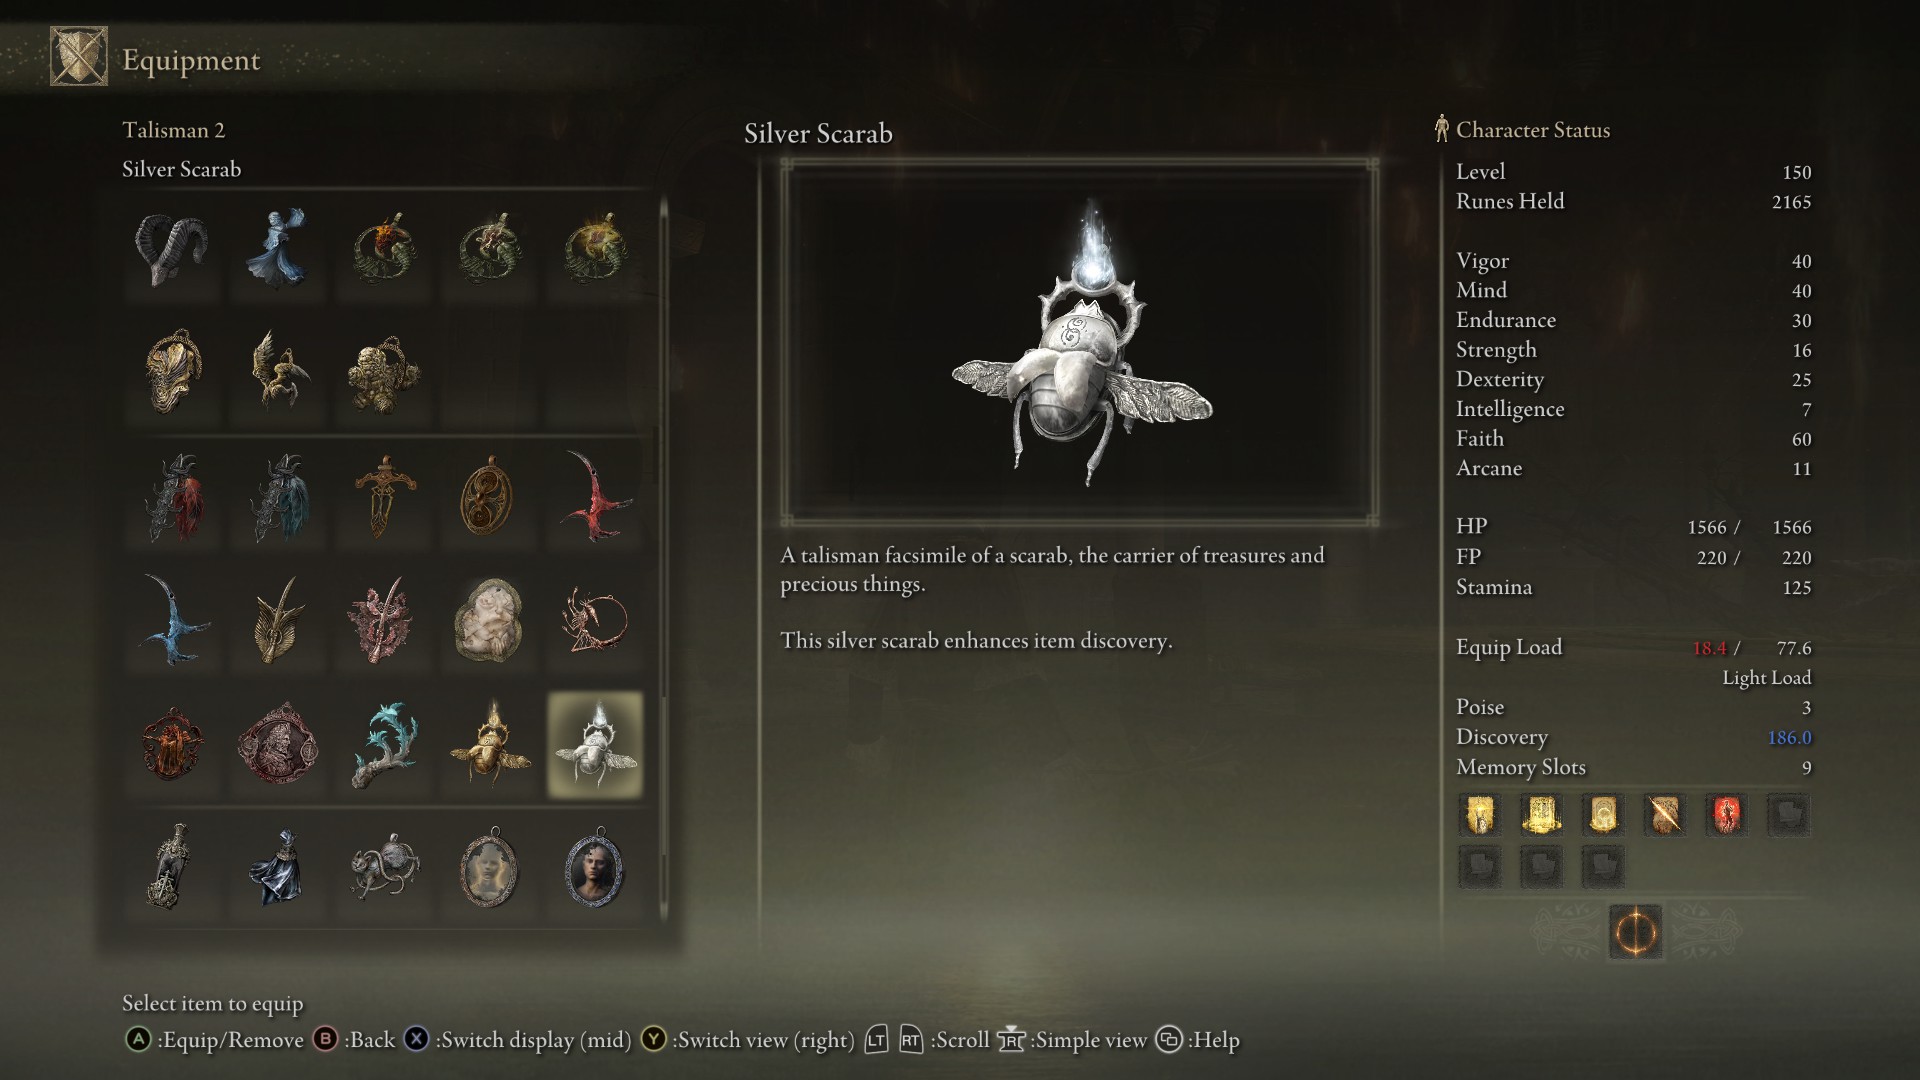 Equipment
Talisman 2
Silver Scarab
Silver Scarab
A talisman facsimile of a scarab, the carrier of treasures and
precious things.
This silver scarab enhances item discovery.
Character Status
Level 150
Runes Held 2165
Vigor 40
Mind 40
Endurance 30
Strength 16
Dexterity 25
Intelligence 7
Faith 60
Arcane 11
HP 1566 / 1566
FP 220 / 220
Stamina 125
Equip Load 18.4 / 77.6
Light Load
Poise 3
Discovery 186.0
Memory Slots 9
Select item to equip
A :Equip/Remove B :Back X :Switch display (mid) Y :Switch view (right) LT RT :Scroll R :Simple view :Help